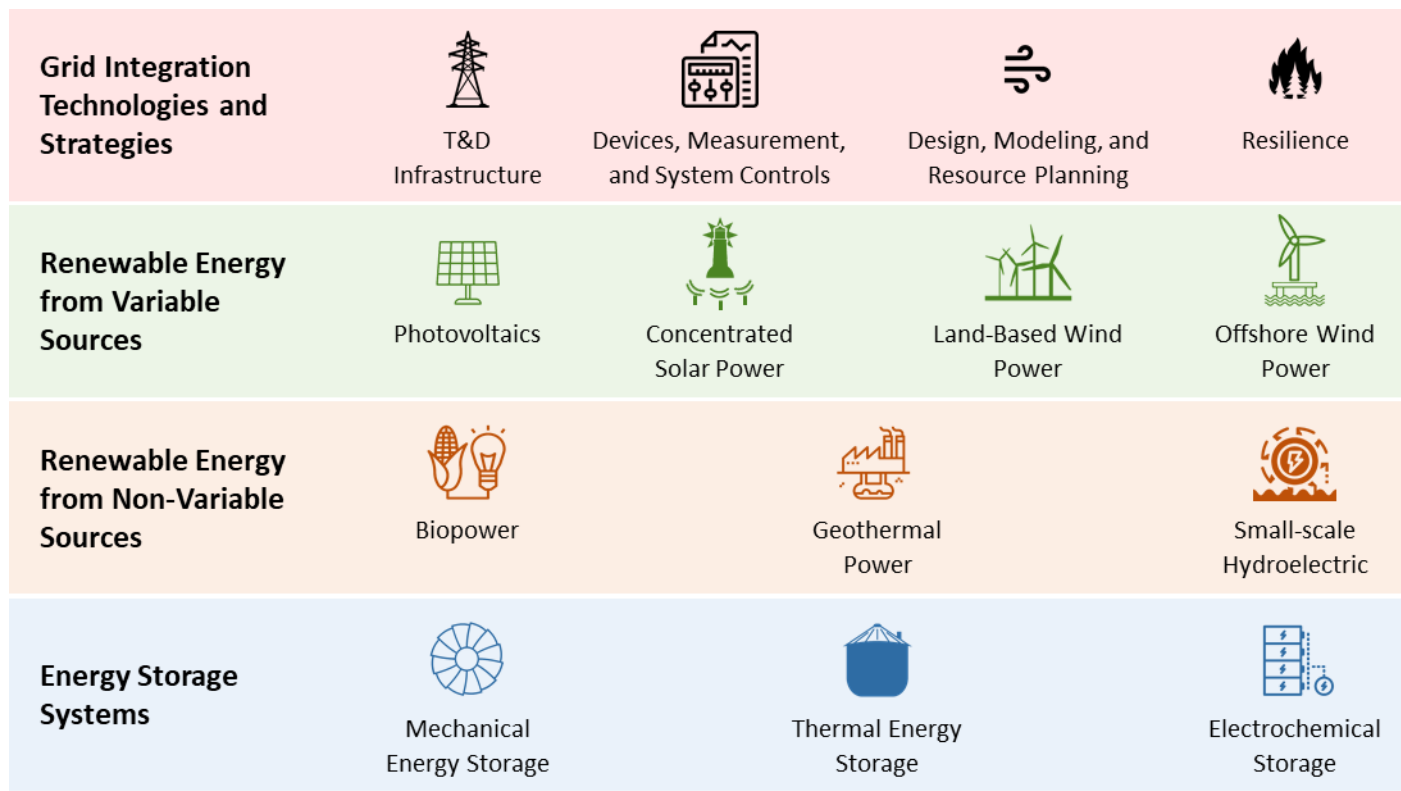 Grid Integration
Technologies and
Strategies
T&D
Infrastructure
Devices, Measurement,
and System Controls
Design, Modeling, and
Resource Planning
Resilience
Renewable Energy
from Variable
Sources
Photovoltaics
Concentrated
Solar Power
Land-Based Wind
Power
Offshore Wind
Power
Renewable Energy
from Non-Variable
Sources
Biopower
Geothermal
Power
Small-scale
Hydroelectric
Energy Storage
Systems
Mechanical
Energy Storage
Thermal Energy
Storage
Electrochemical
Storage